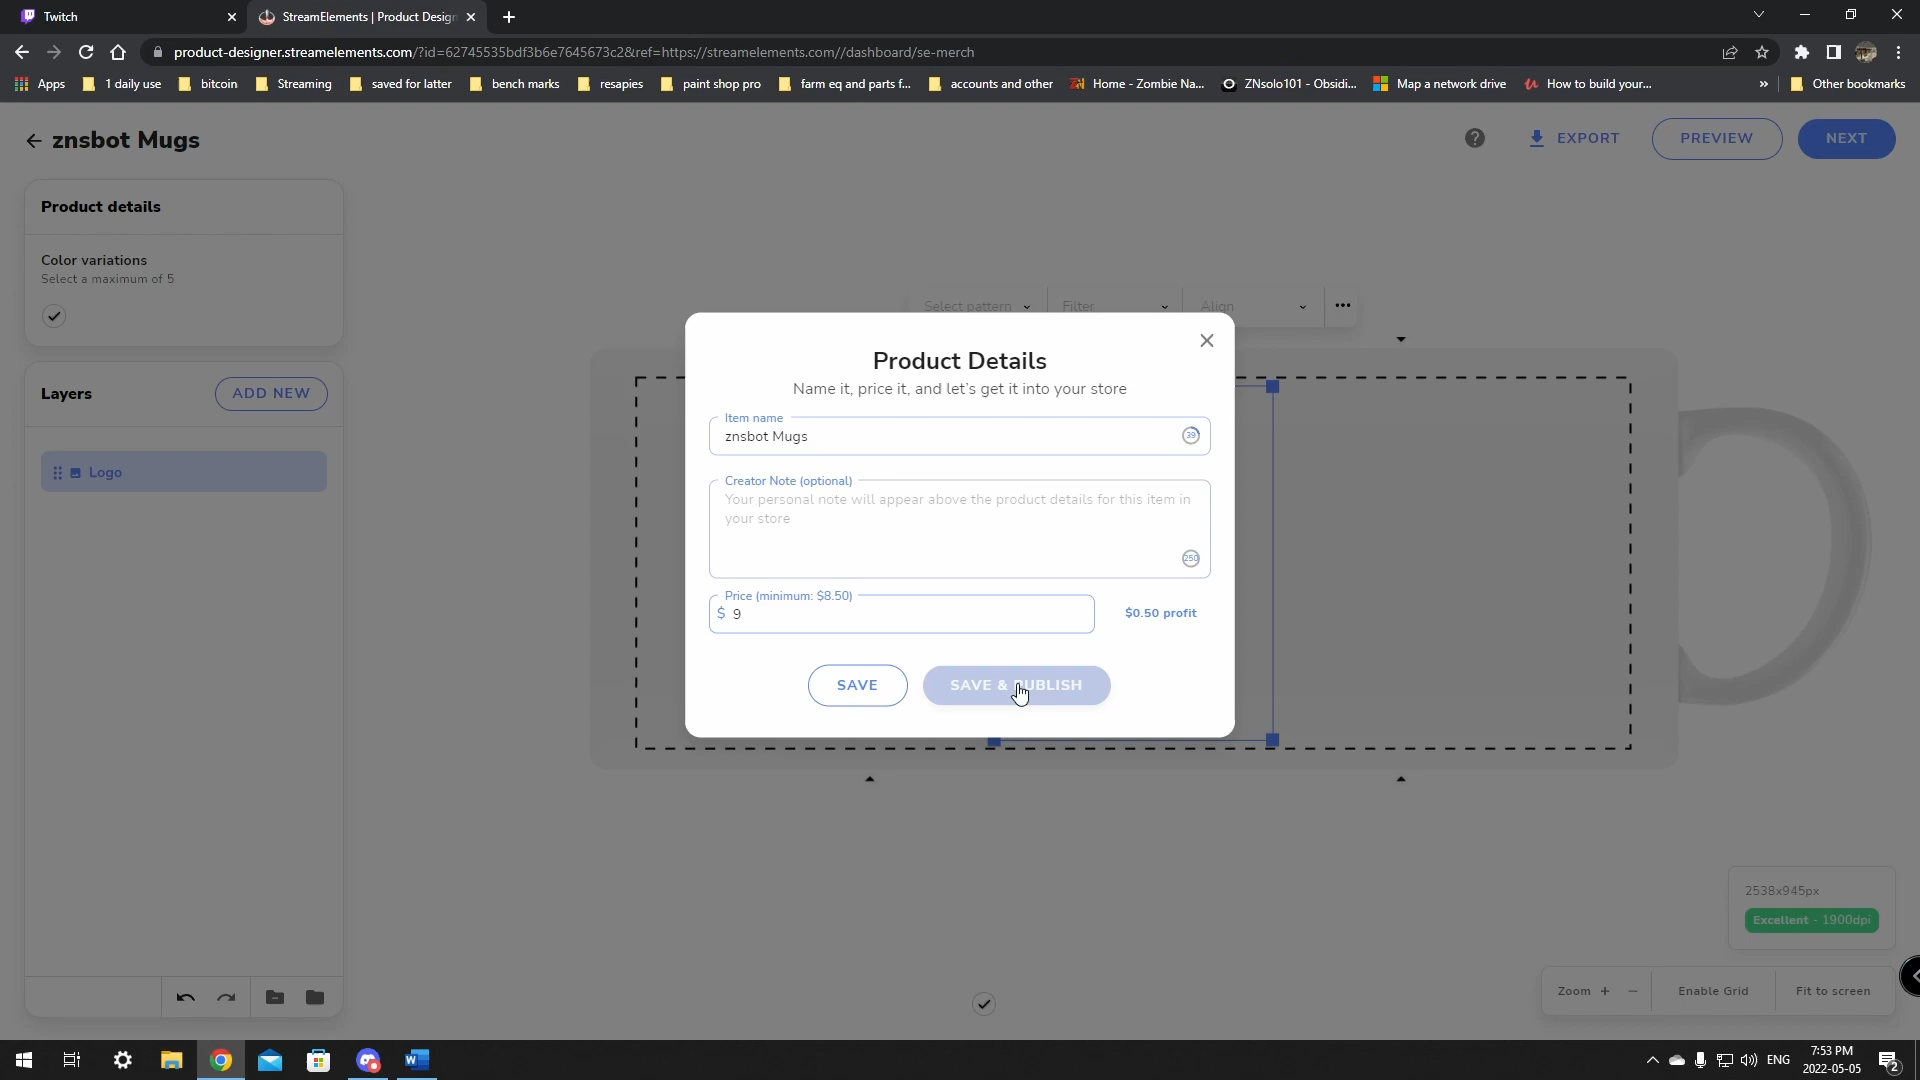 Twitch
StreamElements | Product Design
product-designer.streamelements.com/?id=62745535bdf3b6e7645673c2&ref=https://streamelements.com//dashboard/se-merch
Apps 1 daily use bitcoin Streaming saved for latter bench marks resapies paint shop pro farm eq and parts f... accounts and other Home - Zombie Na... ZNsolo101 - Obsidi... Map a network drive How to build your... » Other bookmarks
znsbot Mugs
EXPORT PREVIEW NEXT
Product details
Color variations
Select a maximum of 5
Select pattern Filter Align
Layers ADD NEW
Logo
Product Details
Name it, price it, and let's get it into your store
Item name
znsbot Mugs 39
Creator Note (optional)
Your personal note will appear above the product details for this item in
your store
250
Price (minimum: $8.50)
$ 9 $0.50 profit
SAVE SAVE & PUBLISH
2538x945px
Excellent - 1900dpi
Zoom + − Enable Grid Fit to screen
ENG
7:53 PM
2022-05-05
2